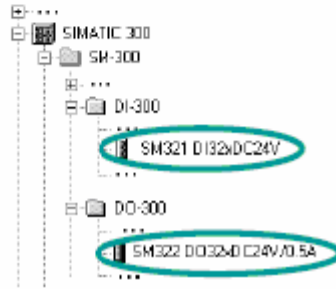 SIMATIC 300
SM-300
DI-300
SM321 DI32xDC24V
DO-300
SM322 DO32xDC24V/0.5A